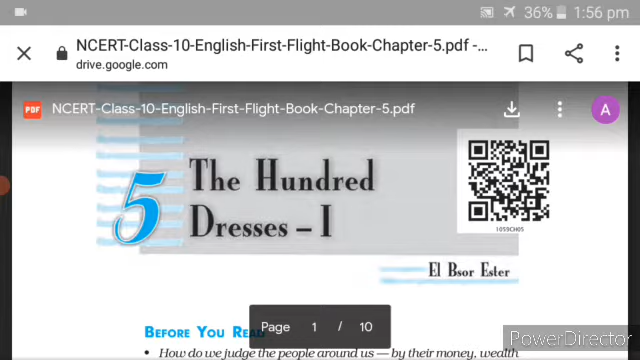 36% 1:56 pm
NCERT-Class-10-English-First-Flight-Book-Chapter-5.pdf -...
drive.google.com
PDF NCERT-Class-10-English-First-Flight-Book-Chapter-5.pdf A
5
The Hundred
Dresses – I
1059CH05
El Bsor Ester
BEFORE YOU READ
Page 1 / 10
PowerDirector
• How do we judge the people around us — by their money, wealth